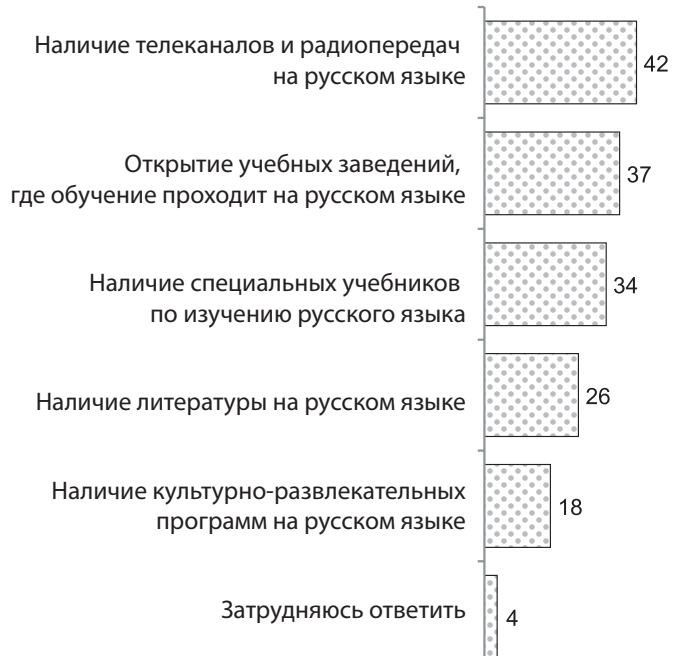 Наличие телеканалов и радиопередач
на русском языке
42
Открытие учебных заведений,
где обучение проходит на русском языке
37
Наличие специальных учебников
по изучению русского языка
34
Наличие литературы на русском языке
26
Наличие культурно-развлекательных
программ на русском языке
18
Затрудняюсь ответить
4